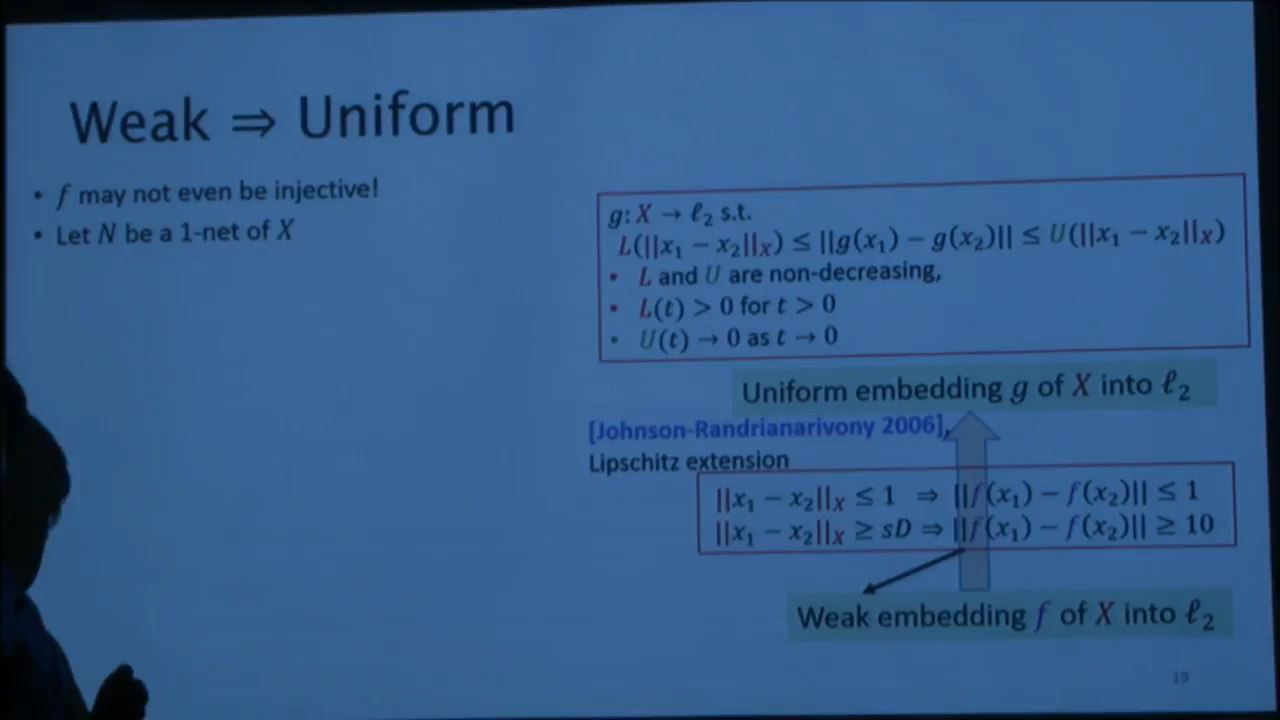 Weak ⇒ Uniform
• f may not even be injective!
• Let N be a 1-net of X
g: X → ℓ₂ s.t.
L(||x₁ − x₂||X) ≤ ||g(x₁) − g(x₂)|| ≤ U(||x₁ − x₂||X)
• L and U are non-decreasing,
• L(t) > 0 for t > 0
• U(t) → 0 as t → 0
Uniform embedding g of X into ℓ₂
[Johnson-Randrianarivony 2006],
Lipschitz extension
||x₁ − x₂||X ≤ 1 ⇒ ||f(x₁) − f(x₂)|| ≤ 1
||x₁ − x₂||X ≥ sD ⇒ ||f(x₁) − f(x₂)|| ≥ 10
Weak embedding f of X into ℓ₂
19